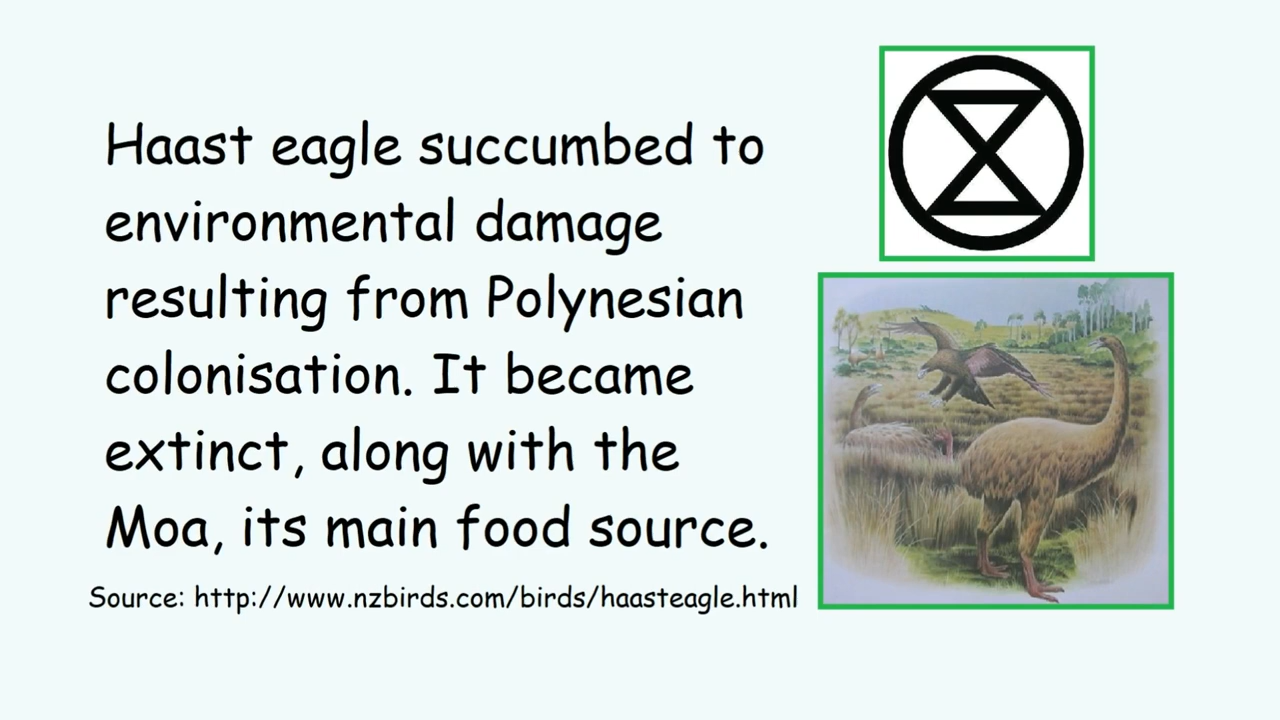 Haast eagle succumbed to
environmental damage
resulting from Polynesian
colonisation. It became
extinct, along with the
Moa, its main food source.
Source: http://www.nzbirds.com/birds/haasteagle.html